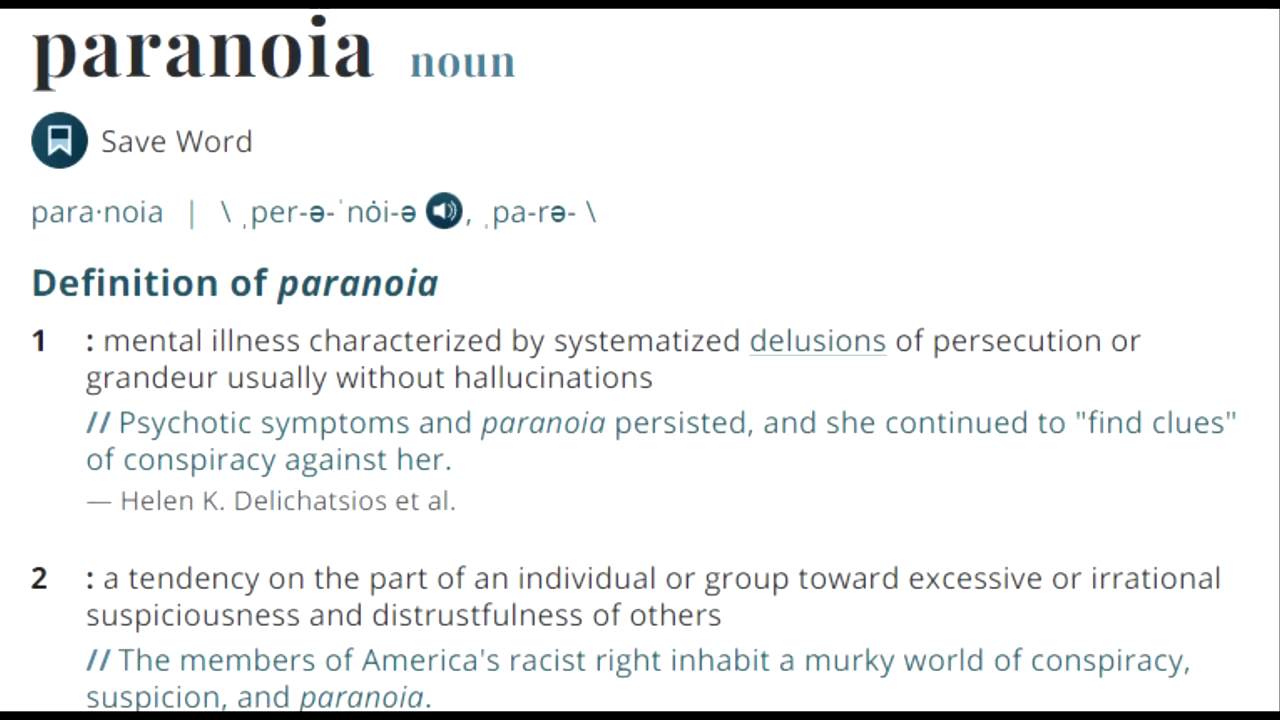 paranoia noun
Save Word
para·noia | \ ˌper-ə-ˈnȯi-ə , ˌpa-rə- \
Definition of paranoia
1 : mental illness characterized by systematized delusions of persecution or
grandeur usually without hallucinations
// Psychotic symptoms and paranoia persisted, and she continued to "find clues"
of conspiracy against her.
— Helen K. Delichatsios et al.
2 : a tendency on the part of an individual or group toward excessive or irrational
suspiciousness and distrustfulness of others
// The members of America's racist right inhabit a murky world of conspiracy,
suspicion, and paranoia.